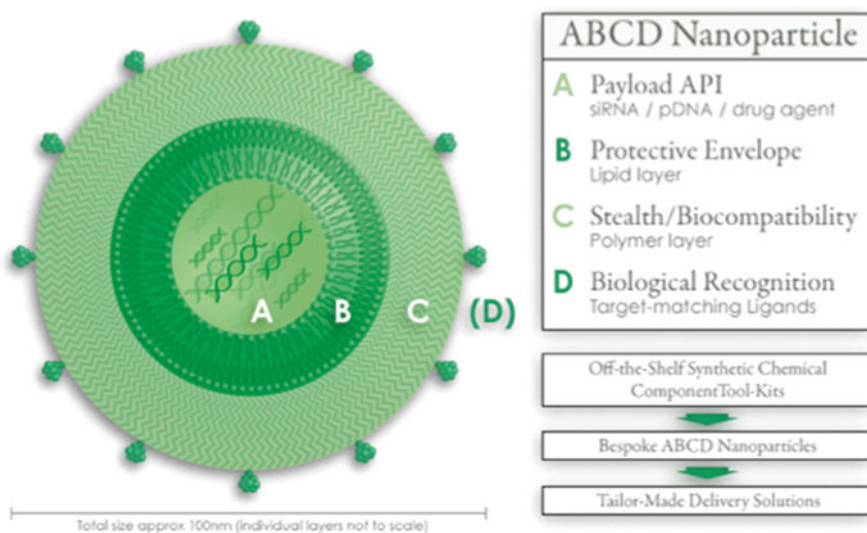 ABCD Nanoparticle
A Payload API
siRNA / pDNA / drug agent
B Protective Envelope
Lipid layer
C Stealth/Biocompatibility
Polymer layer
D Biological Recognition
Target-matching Ligands
A B C (D)
Off-the-Shelf Synthetic Chemical
ComponentTool-Kits
Bespoke ABCD Nanoparticles
Tailor-Made Delivery Solutions
Total size approx 100nm (individual layers not to scale)